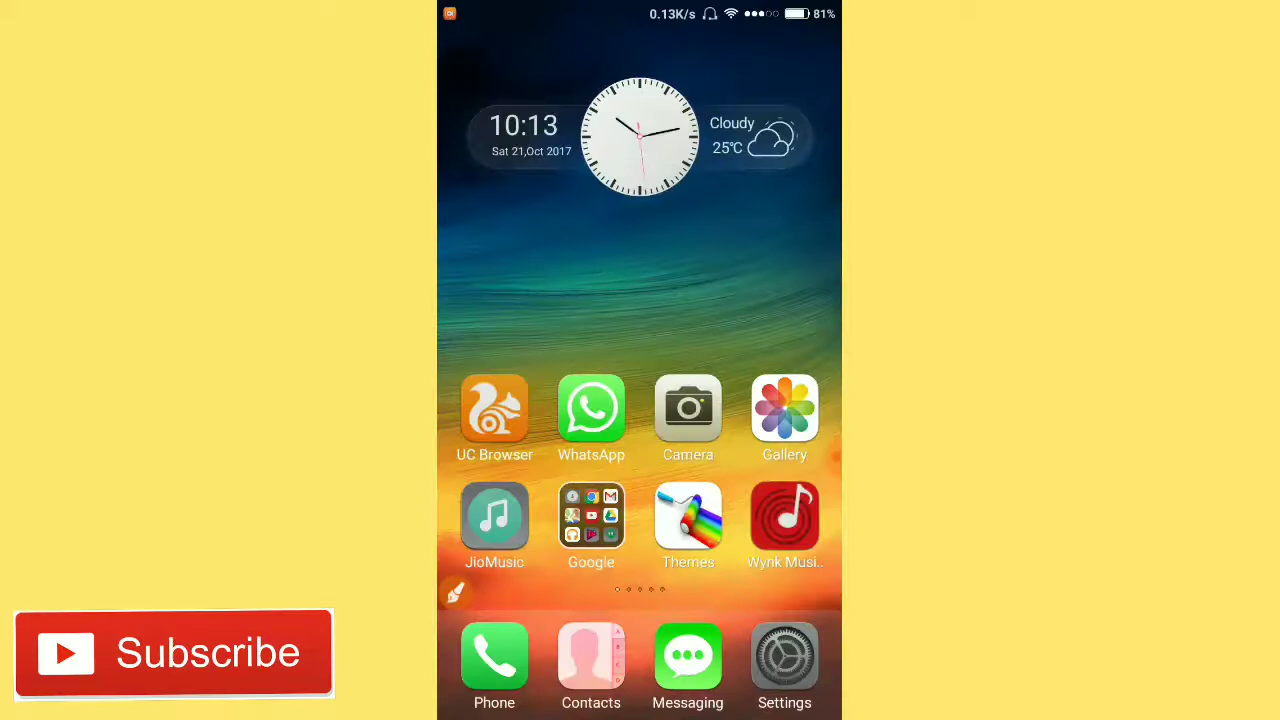 0.13K/s 81%
10:13
Sat 21,Oct 2017
Cloudy
25℃
UC Browser WhatsApp Camera Gallery
JioMusic Google Themes Wynk Musi..
Subscribe
Phone Contacts Messaging Settings